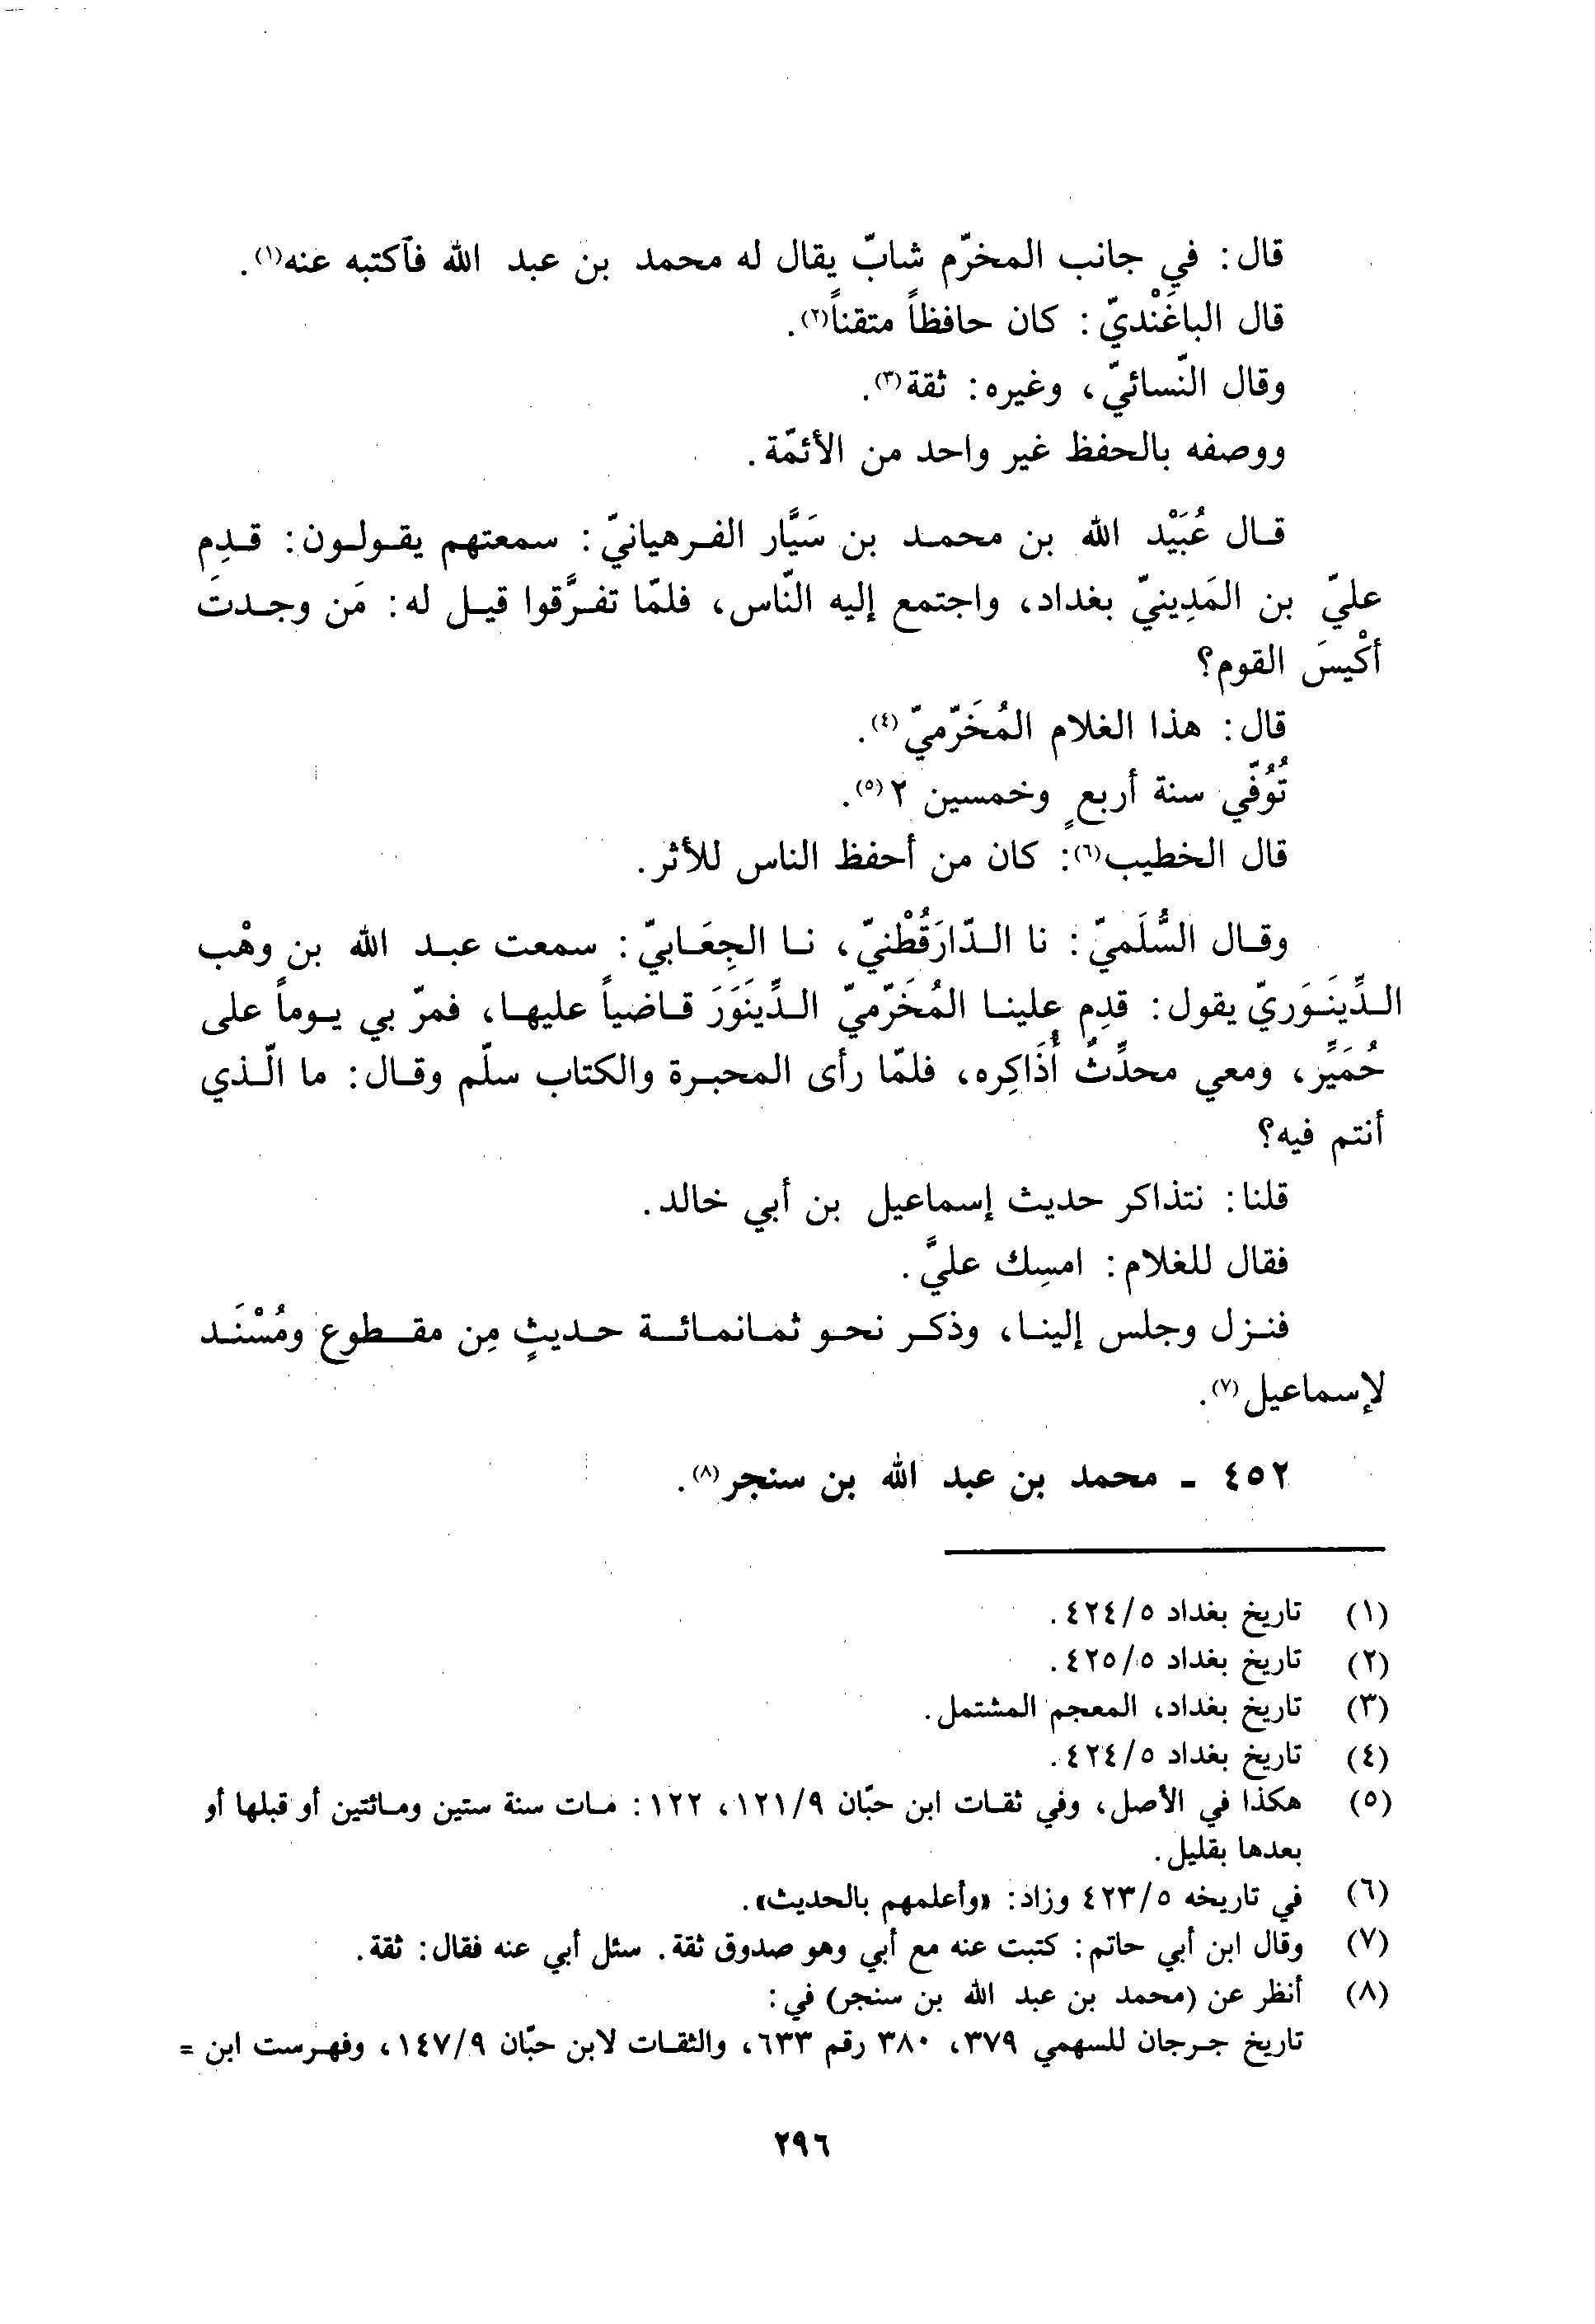 قال: في جانب المخرّم شابّ يقال له محمد بن عبد الله فآكتبه عنه(١).
قال الباغَنْديّ: كان حافظاً متقناً(٢).
وقال النّسائيّ، وغيره: ثقة(٣).
ووصفه بالحفظ غير واحد من الأئمّة.
قال عُبَيْد الله بن محمد بن سَيَّار الفرهيانيّ: سمعتهم يقولون: قدِم
عليّ بن المَدِينيّ بغداد، واجتمع إليه النّاس، فلمّا تفرَّقوا قيل له: مَن وجدتَ
أكْيسَ القوم؟
قال: هذا الغلام المُخَرّميّ(٤).
تُوُفّي سنة أربعٍ وخمسين ٢(٥).
قال الخطيب(٦): كان من أحفظ الناس للأثر.
وقال السُّلَميّ: نا الدّارَقُطْنيّ، نا الجِعَابيّ: سمعت عبد الله بن وهْب
الدِّينَوَريّ يقول: قدِم علينا المُخَرّميّ الدِّينَوَرَ قاضياً عليها، فمرّ بي يوماً على
حُمَيِّر، ومعي محدِّثٌ أُذَاكِره، فلمّا رأى المحبرة والكتاب سلّم وقال: ما الّذي
أنتم فيه؟
قلنا: نتذاكر حديث إسماعيل بن أبي خالد.
فقال للغلام: امسِك عليَّ.
فنزل وجلس إلينا، وذكر نحو ثمانمائة حديثٍ مِن مقطوع ومُسْنَد
لإسماعيل(٧).
٤٥٢ ـ محمد بن عبد الله بن سنجر(٨).
(١) تاريخ بغداد ٥/٤٢٤.
(٢) تاريخ بغداد ٥/٤٢٥.
(٣) تاريخ بغداد، المعجم المشتمل.
(٤) تاريخ بغداد ٥/٤٢٤.
(٥) هكذا في الأصل، وفي ثقات ابن حبّان ٩/١٢١، ١٢٢: مات سنة ستين ومائتين أو قبلها أو
بعدها بقليل.
(٦) في تاريخه ٥/٤٢٣ وزاد: «وأعلمهم بالحديث».
(٧) وقال ابن أبي حاتم: كتبت عنه مع أبي وهو صدوق ثقة. سئل أبي عنه فقال: ثقة.
(٨) أنظر عن (محمد بن عبد الله بن سنجر) في:
تاريخ جرجان للسهمي ٣٧٩، ٣٨٠ رقم ٦٣٣، والثقات لابن حبّان ٩/١٤٧، وفهرست ابن =
٢٩٦